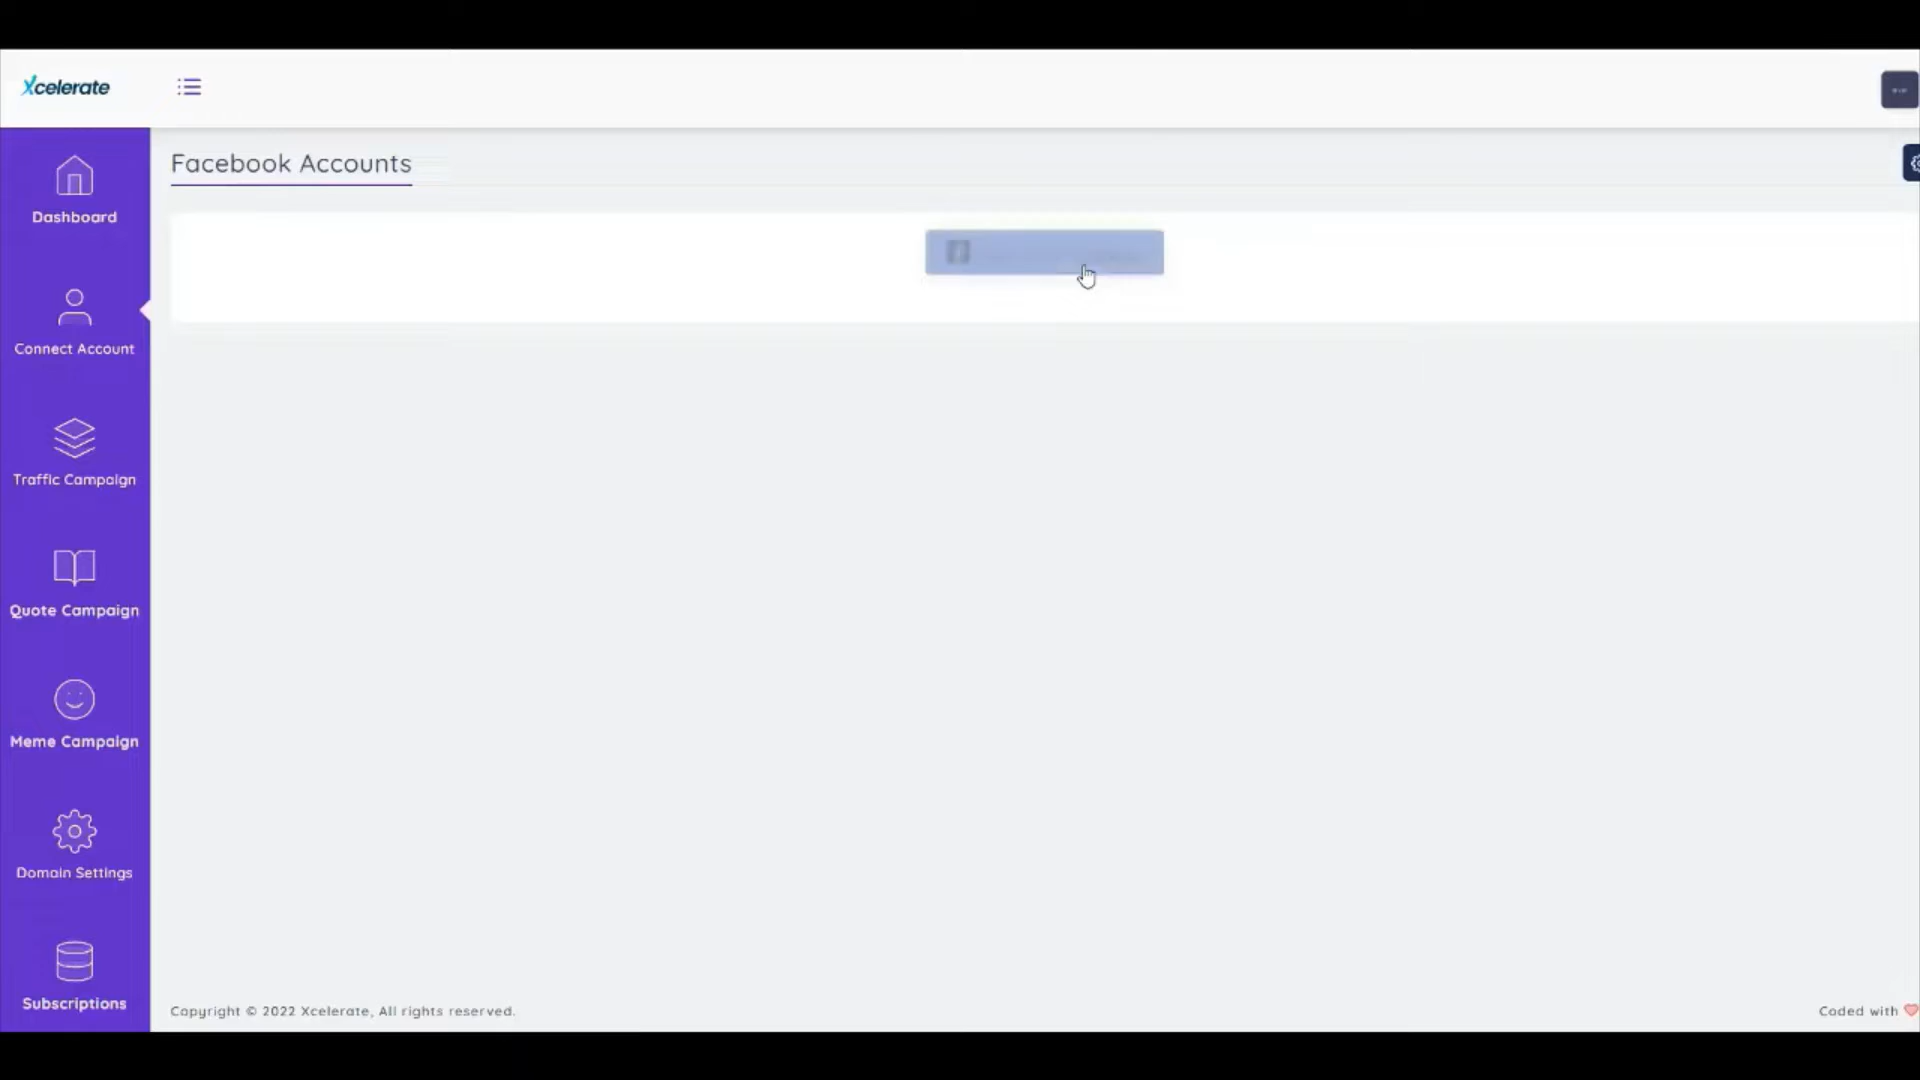 Xcelerate
Facebook Accounts
Dashboard
Connect Account
Traffic Campaign
Quote Campaign
Meme Campaign
Domain Settings
Subscriptions
Copyright © 2022 Xcelerate, All rights reserved.
Coded with